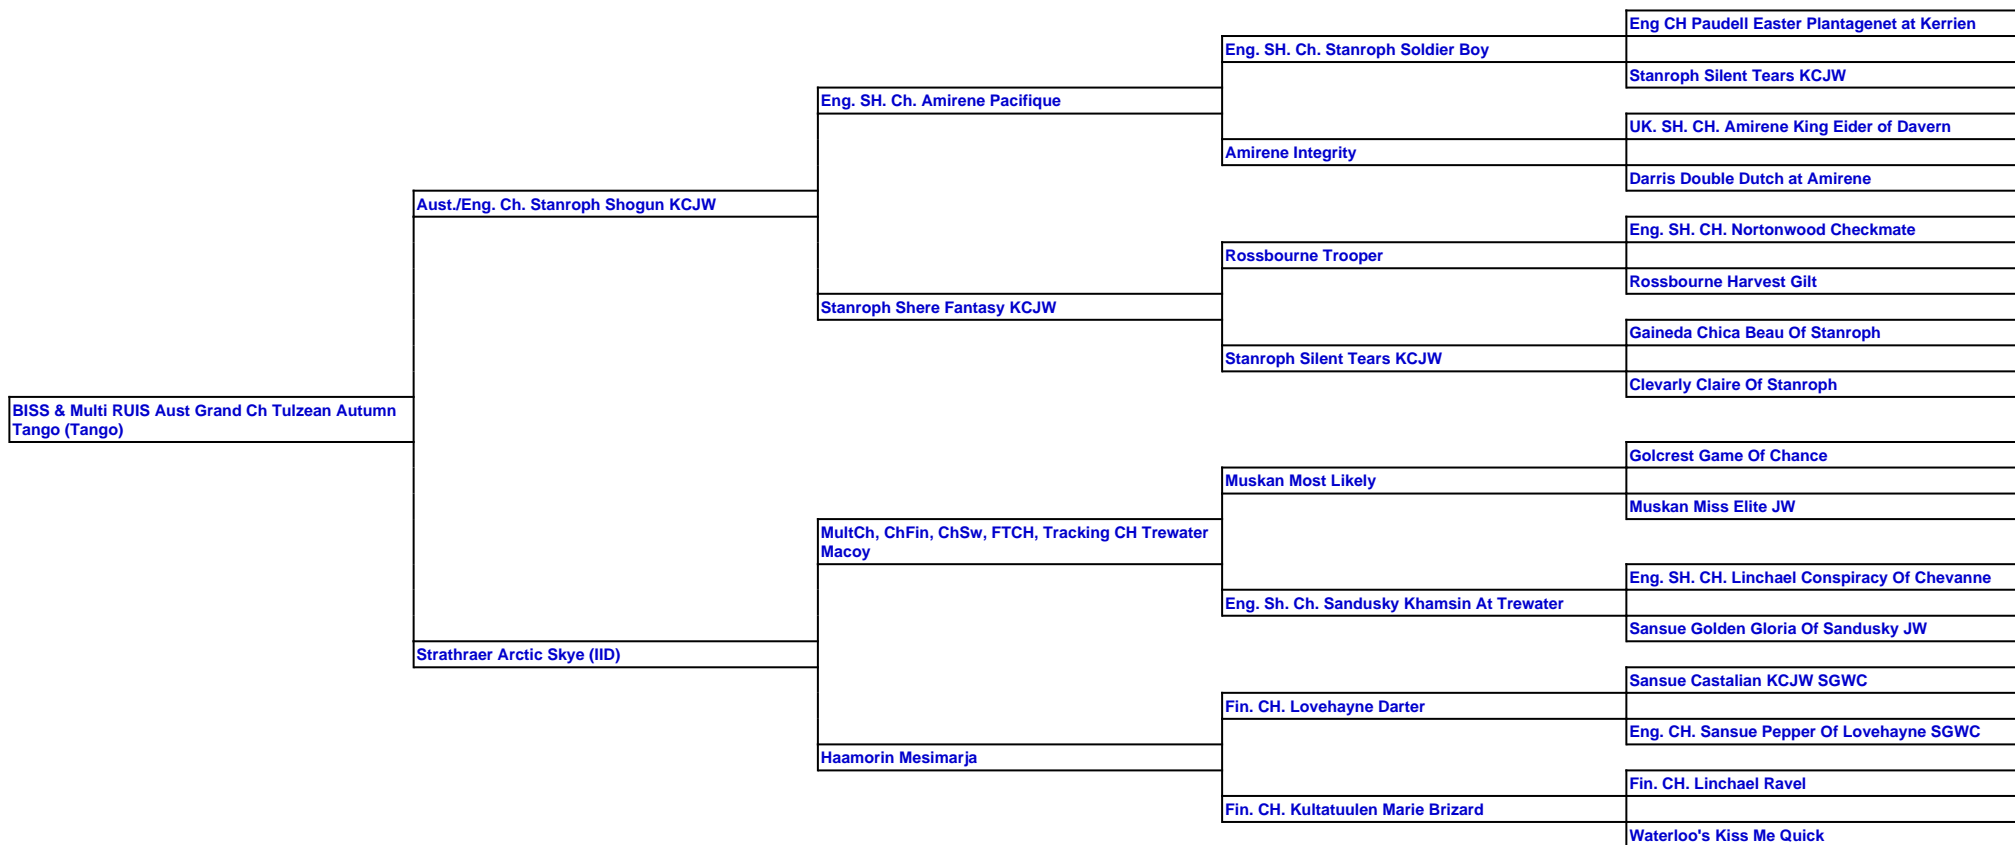 Eng CH Paudell Easter Plantagenet at Kerrien
Eng. SH. Ch. Stanroph Soldier Boy
Stanroph Silent Tears KCJW
Eng. SH. Ch. Amirene Pacifique
UK. SH. CH. Amirene King Eider of Davern
Amirene Integrity
Darris Double Dutch at Amirene
Aust./Eng. Ch. Stanroph Shogun KCJW
Eng. SH. CH. Nortonwood Checkmate
Rossbourne Trooper
Rossbourne Harvest Gilt
Stanroph Shere Fantasy KCJW
Gaineda Chica Beau Of Stanroph
Stanroph Silent Tears KCJW
Clevarly Claire Of Stanroph
BISS & Multi RUIS Aust Grand Ch Tulzean Autumn
Tango (Tango)
Golcrest Game Of Chance
Muskan Most Likely
Muskan Miss Elite JW
MultCh, ChFin, ChSw, FTCH, Tracking CH Trewater
Macoy
Eng. SH. CH. Linchael Conspiracy Of Chevanne
Eng. Sh. Ch. Sandusky Khamsin At Trewater
Sansue Golden Gloria Of Sandusky JW
Strathraer Arctic Skye (IID)
Sansue Castalian KCJW SGWC
Fin. CH. Lovehayne Darter
Eng. CH. Sansue Pepper Of Lovehayne SGWC
Haamorin Mesimarja
Fin. CH. Linchael Ravel
Fin. CH. Kultatuulen Marie Brizard
Waterloo's Kiss Me Quick